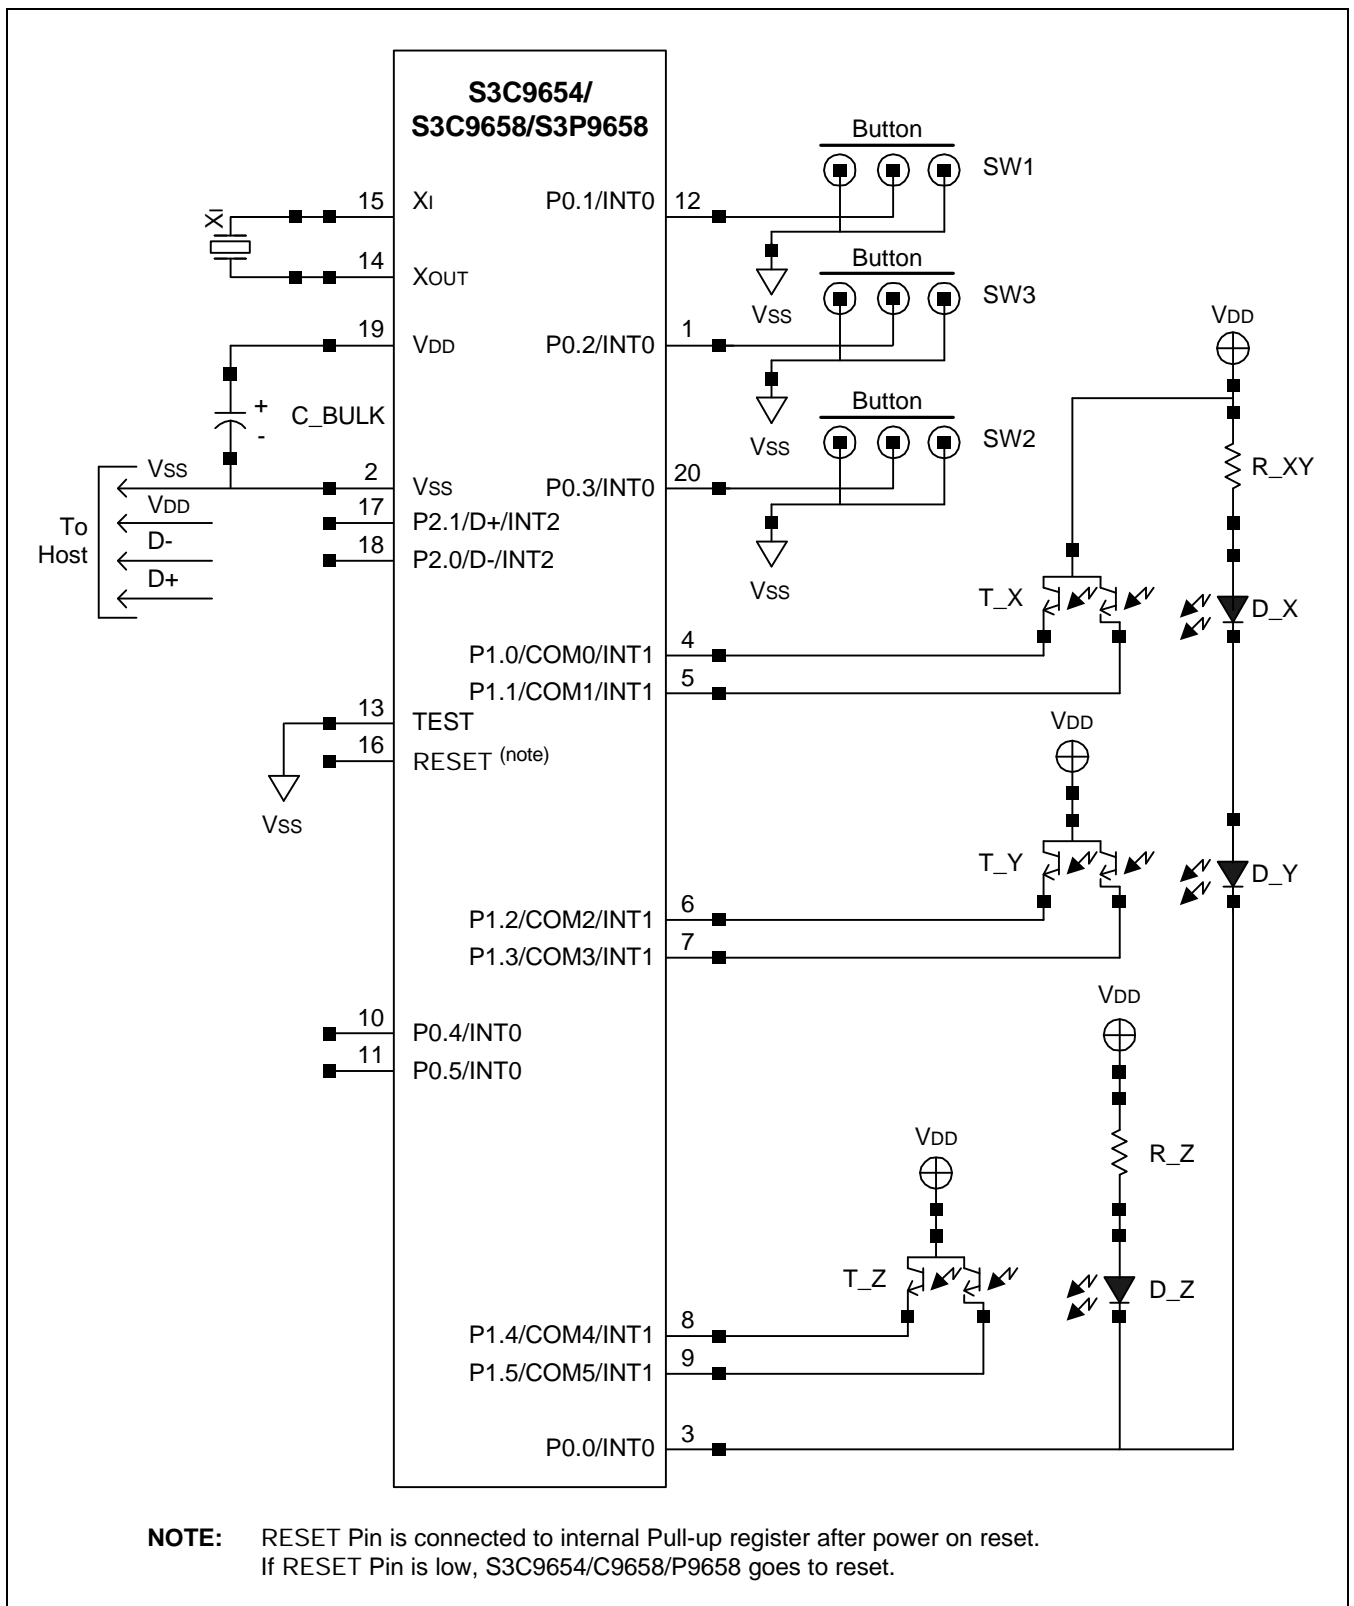 S3C9654/
S3C9658/S3P9658
Button
SW1
15
XI
P0.1/INT0
12
XI
14
XOUT
VSS
Button
SW3
19
VDD
P0.2/INT0
1
VDD
+
C_BULK
-
VSS
Button
SW2
R_XY
To
Host
VSS
VDD
D-
D+
2
VSS
P0.3/INT0
20
17
P2.1/D+/INT2
18
P2.0/D-/INT2
VSS
T_X
D_X
P1.0/COM0/INT1
4
P1.1/COM1/INT1
5
13
TEST
16
RESET (note)
VSS
VDD
T_Y
D_Y
P1.2/COM2/INT1
6
P1.3/COM3/INT1
7
10
P0.4/INT0
11
P0.5/INT0
VDD
R_Z
VDD
T_Z
D_Z
P1.4/COM4/INT1
8
P1.5/COM5/INT1
9
P0.0/INT0
3
NOTE: RESET Pin is connected to internal Pull-up register after power on reset.
If RESET Pin is low, S3C9654/C9658/P9658 goes to reset.